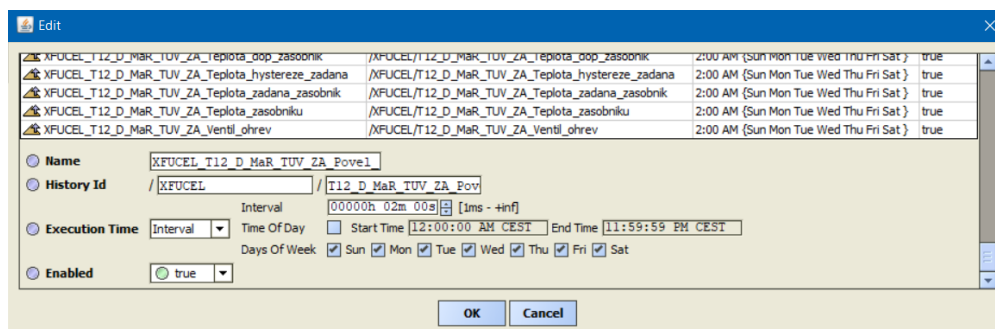 Edit
XFUCEL_T12_D_MaR_TUV_ZA_Teplota_dop_zasobnik /XFUCEL/T12_D_MaR_TUV_ZA_Teplota_dop_zasobnik 2:00 AM {Sun Mon Tue Wed Thu Fri Sat } true
XFUCEL_T12_D_MaR_TUV_ZA_Teplota_hystereze_zadana /XFUCEL/T12_D_MaR_TUV_ZA_Teplota_hystereze_zadana 2:00 AM {Sun Mon Tue Wed Thu Fri Sat } true
XFUCEL_T12_D_MaR_TUV_ZA_Teplota_zadana_zasobnik /XFUCEL/T12_D_MaR_TUV_ZA_Teplota_zadana_zasobnik 2:00 AM {Sun Mon Tue Wed Thu Fri Sat } true
XFUCEL_T12_D_MaR_TUV_ZA_Teplota_zasobniku /XFUCEL/T12_D_MaR_TUV_ZA_Teplota_zasobniku 2:00 AM {Sun Mon Tue Wed Thu Fri Sat } true
XFUCEL_T12_D_MaR_TUV_ZA_Ventil_ohrev /XFUCEL/T12_D_MaR_TUV_ZA_Ventil_ohrev 2:00 AM {Sun Mon Tue Wed Thu Fri Sat } true
Name XFUCEL_T12_D_MaR_TUV_ZA_Povel_
History Id / XFUCEL / T12_D_MaR_TUV_ZA_Pov
Interval 00000h 02m 00s [1ms - +inf]
Execution Time Interval Time Of Day Start Time 12:00:00 AM CEST End Time 11:59:59 PM CEST
Days Of Week Sun Mon Tue Wed Thu Fri Sat
Enabled true
OK Cancel